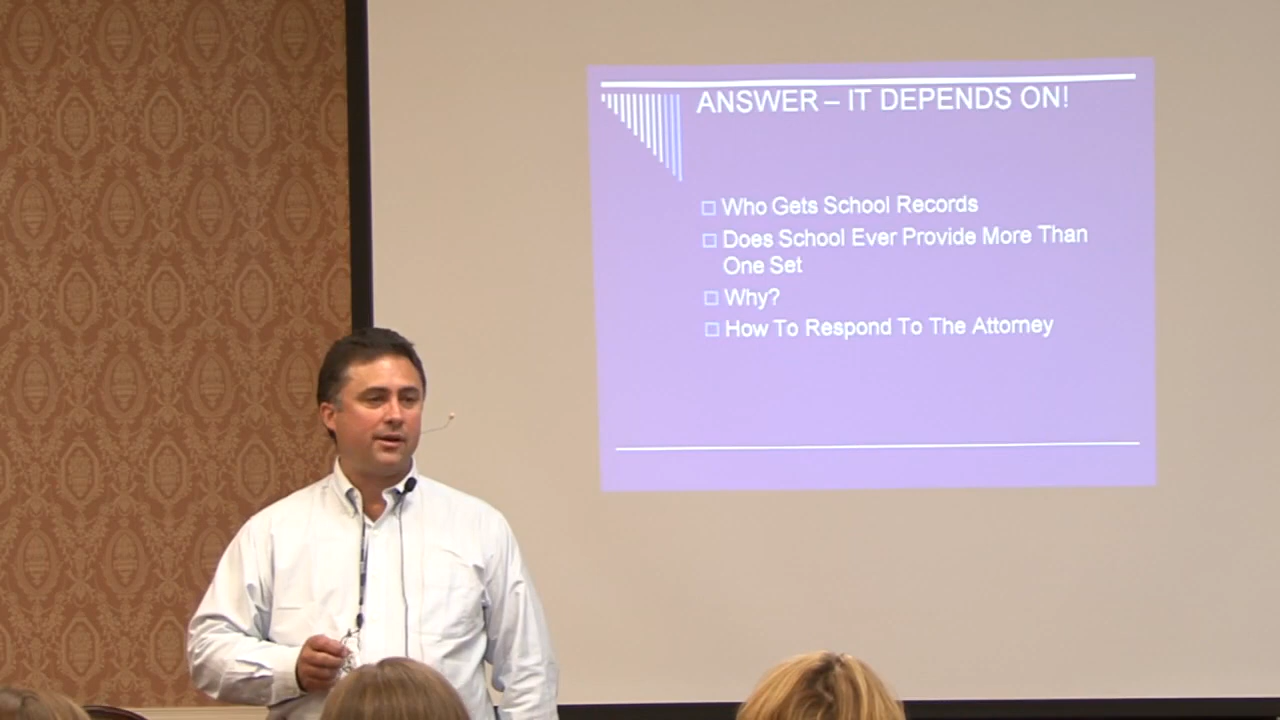 ANSWER – IT DEPENDS ON!
Who Gets School Records
Does School Ever Provide More Than
One Set
Why?
How To Respond To The Attorney